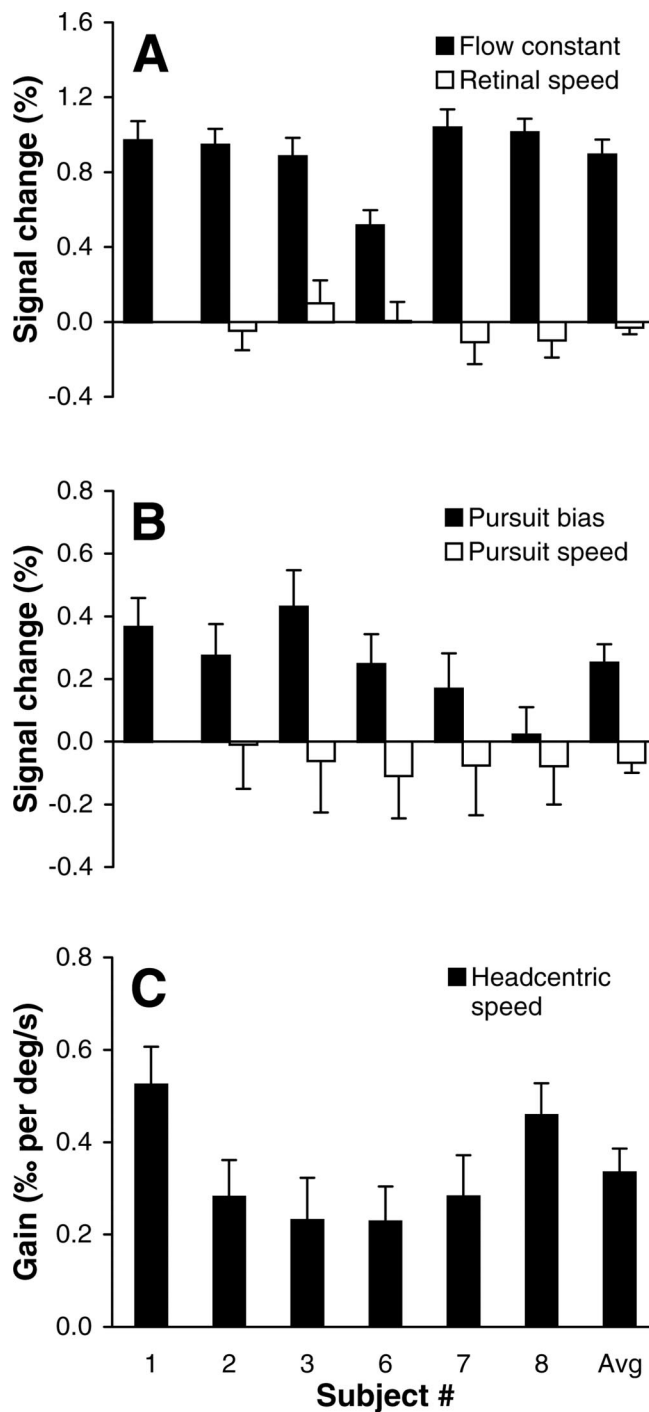 A
Flow constant
Retinal speed
Signal change (%)
1.6
1.2
0.8
0.4
0.0
-0.4
B
Pursuit bias
Pursuit speed
Signal change (%)
0.8
0.6
0.4
0.2
0.0
-0.2
-0.4
C
Headcentric
speed
Gain (‰ per deg/s)
0.8
0.6
0.4
0.2
0.0
1 2 3 6 7 8 Avg
Subject #